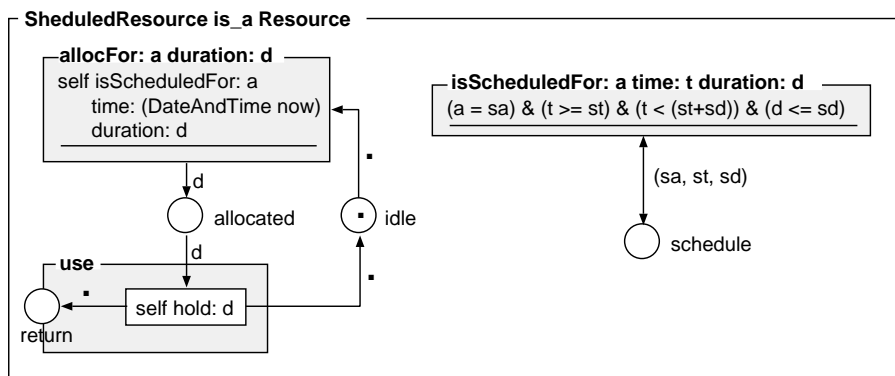 SheduledResource is_a Resource
allocFor: a duration: d
self isScheduledFor: a
time: (DateAndTime now)
duration: d
isScheduledFor: a time: t duration: d
(a = sa) & (t >= st) & (t < (st+sd)) & (d <= sd)
d
(sa, st, sd)
allocated
idle
schedule
d
use
self hold: d
return